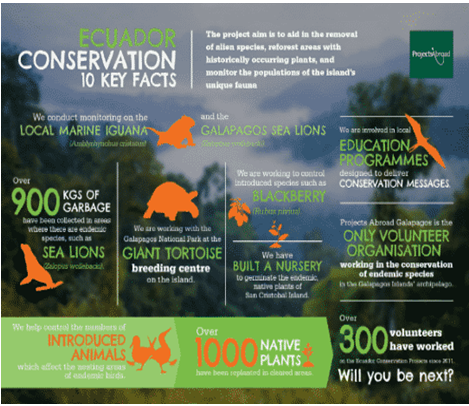 ECUADOR
CONSERVATION
10 KEY FACTS
The project aim is to aid in the removal
of alien species, reforest areas with
historically occurring plants, and
monitor the populations of the island's
unique fauna
Projects Abroad
We conduct monitoring on the
LOCAL MARINE IGUANA
(Amblyrhynchus cristatus)
and the
GALAPAGOS SEA LIONS
(Zalopus wollebaeki).
We are involved in local
EDUCATION
PROGRAMMES
designed to deliver
CONSERVATION MESSAGES.
Over
900 KGS OF
GARBAGE
have been collected in areas
where there are endemic
species, such as
SEA LIONS
(Zalopus wollebaeki).
We are working with the
Galapagos National Park at the
GIANT TORTOISE
breeding centre
on the island.
We are working to control
introduced species such as
BLACKBERRY
(Rubus niveus)
We have
BUILT A NURSERY
to germinate the endemic
native plants of
San Cristobal Island.
Projects Abroad Galapagos is the
ONLY VOLUNTEER
ORGANISATION
working in the conservation
of endemic species
in the Galapagos Islands' archipelago.
We help control the numbers of
INTRODUCED
ANIMALS
which affect the nesting areas
of endemic birds.
Over
1000 NATIVE
PLANTS
have been replanted in cleared areas.
Over
300 volunteers
have worked
on the Ecuador Conservation Projects since 2011.
Will you be next?